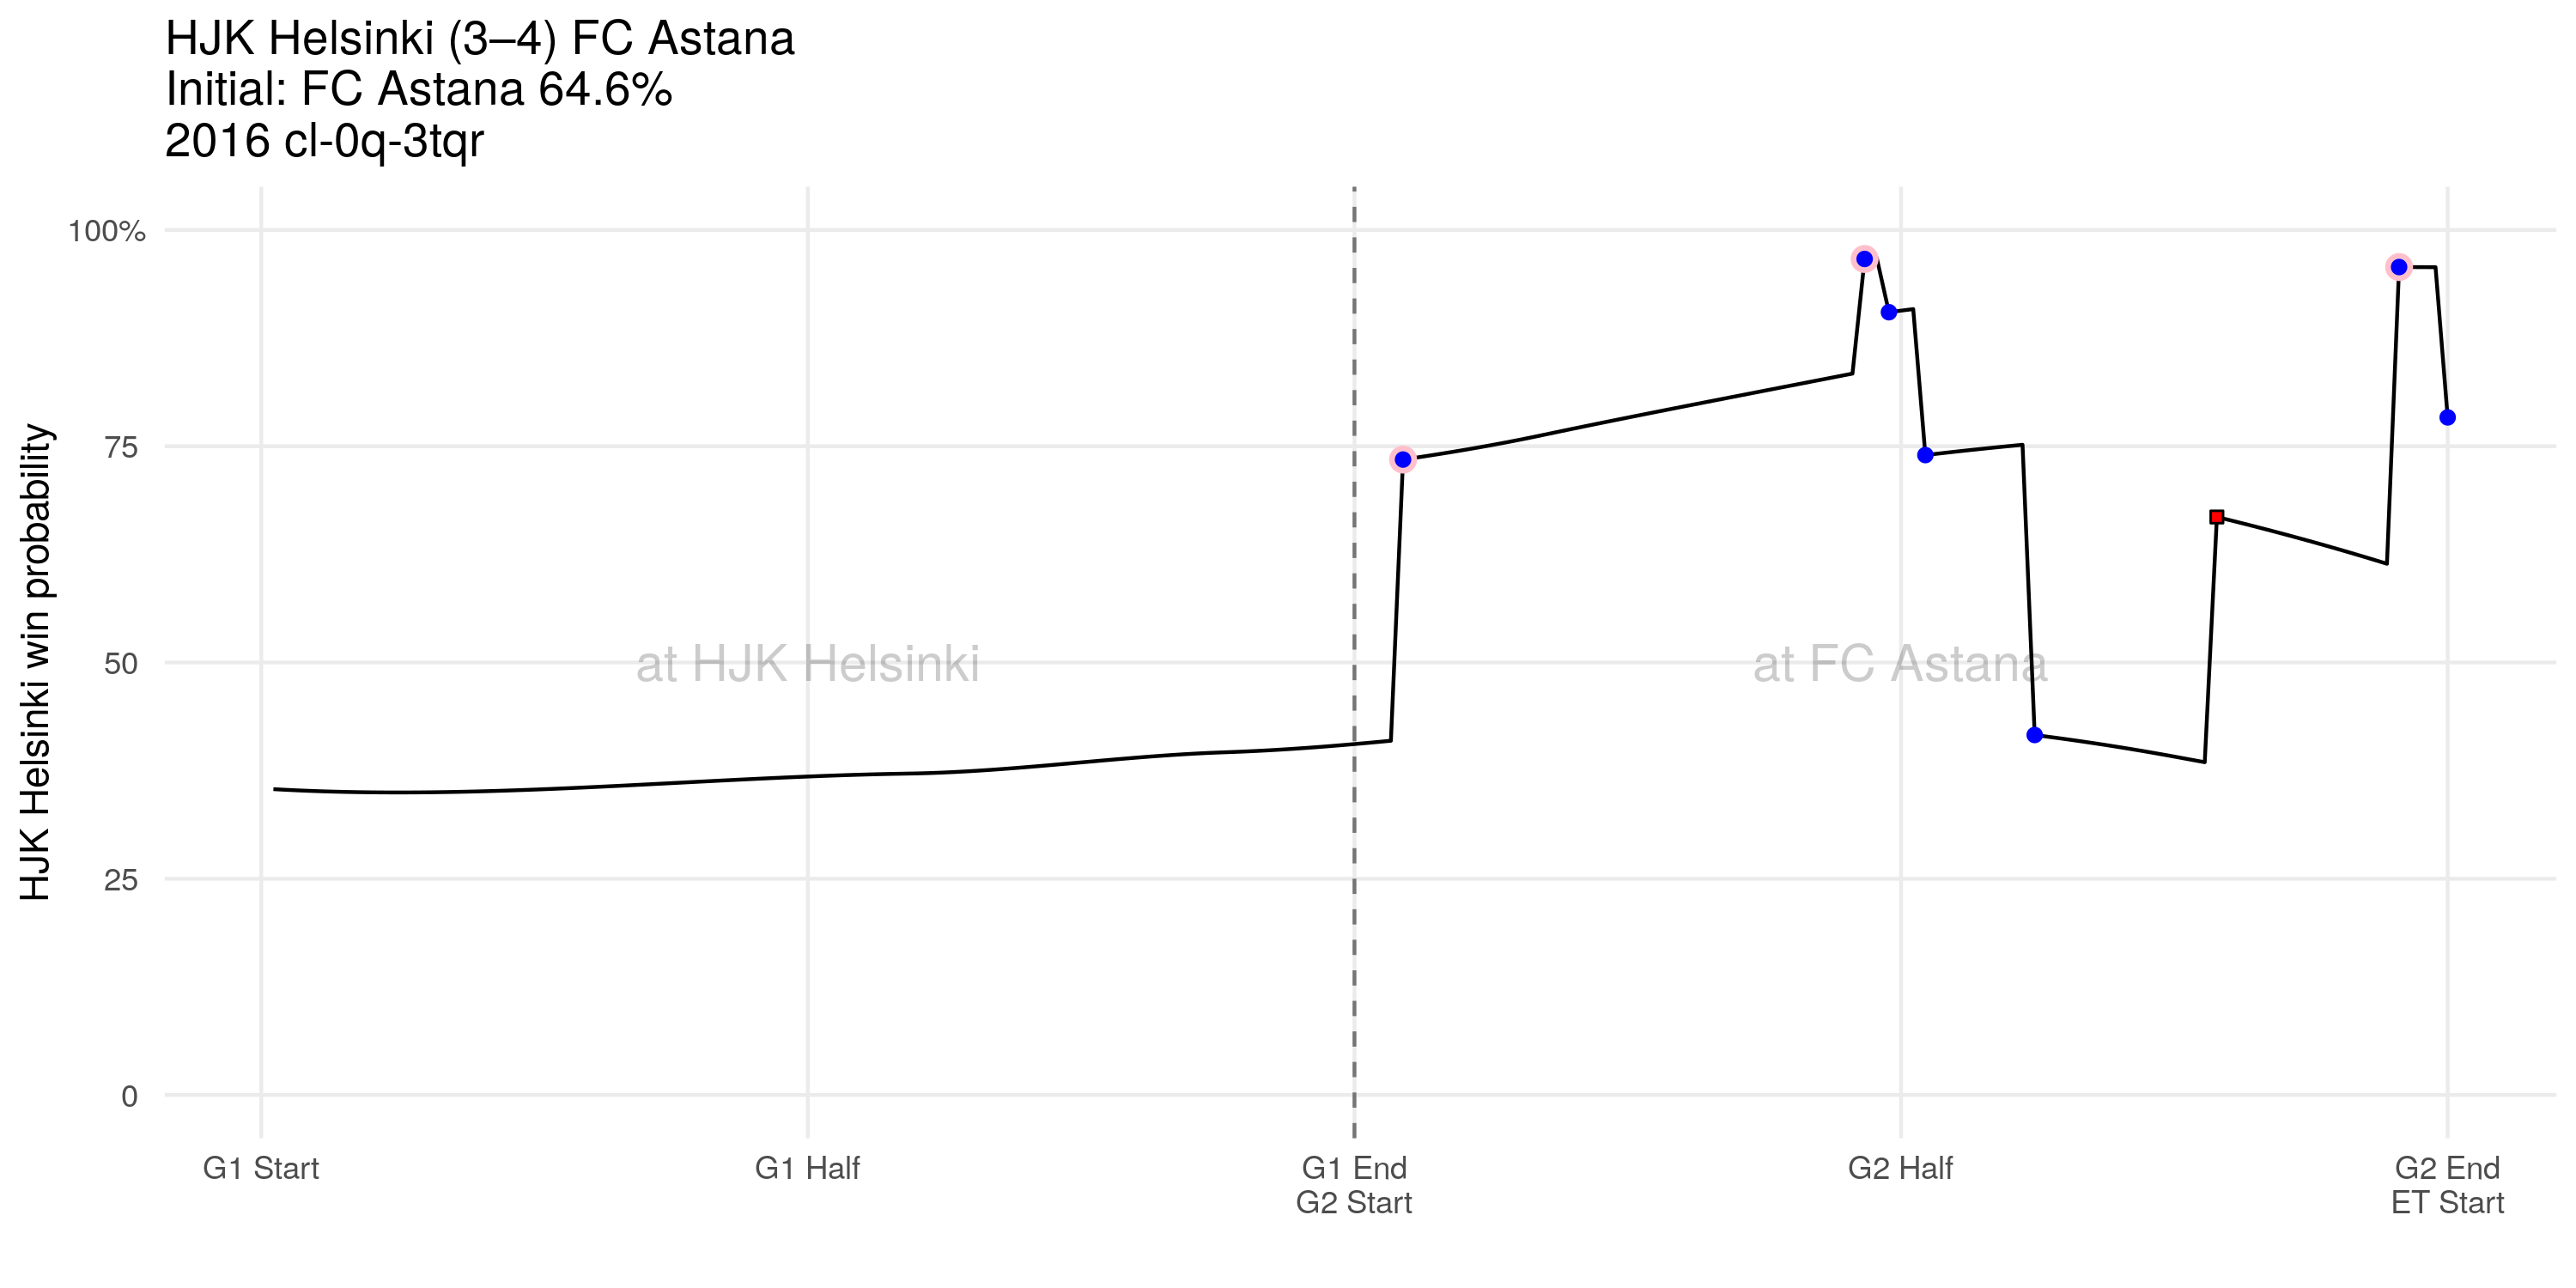 HJK Helsinki (3–4) FC Astana
Initial: FC Astana 64.6%
2016 cl-0q-3tqr
HJK Helsinki win probability
100%
75
50
25
0
at HJK Helsinki
at FC Astana
G1 Start
G1 Half
G1 End
G2 Start
G2 Half
G2 End
ET Start